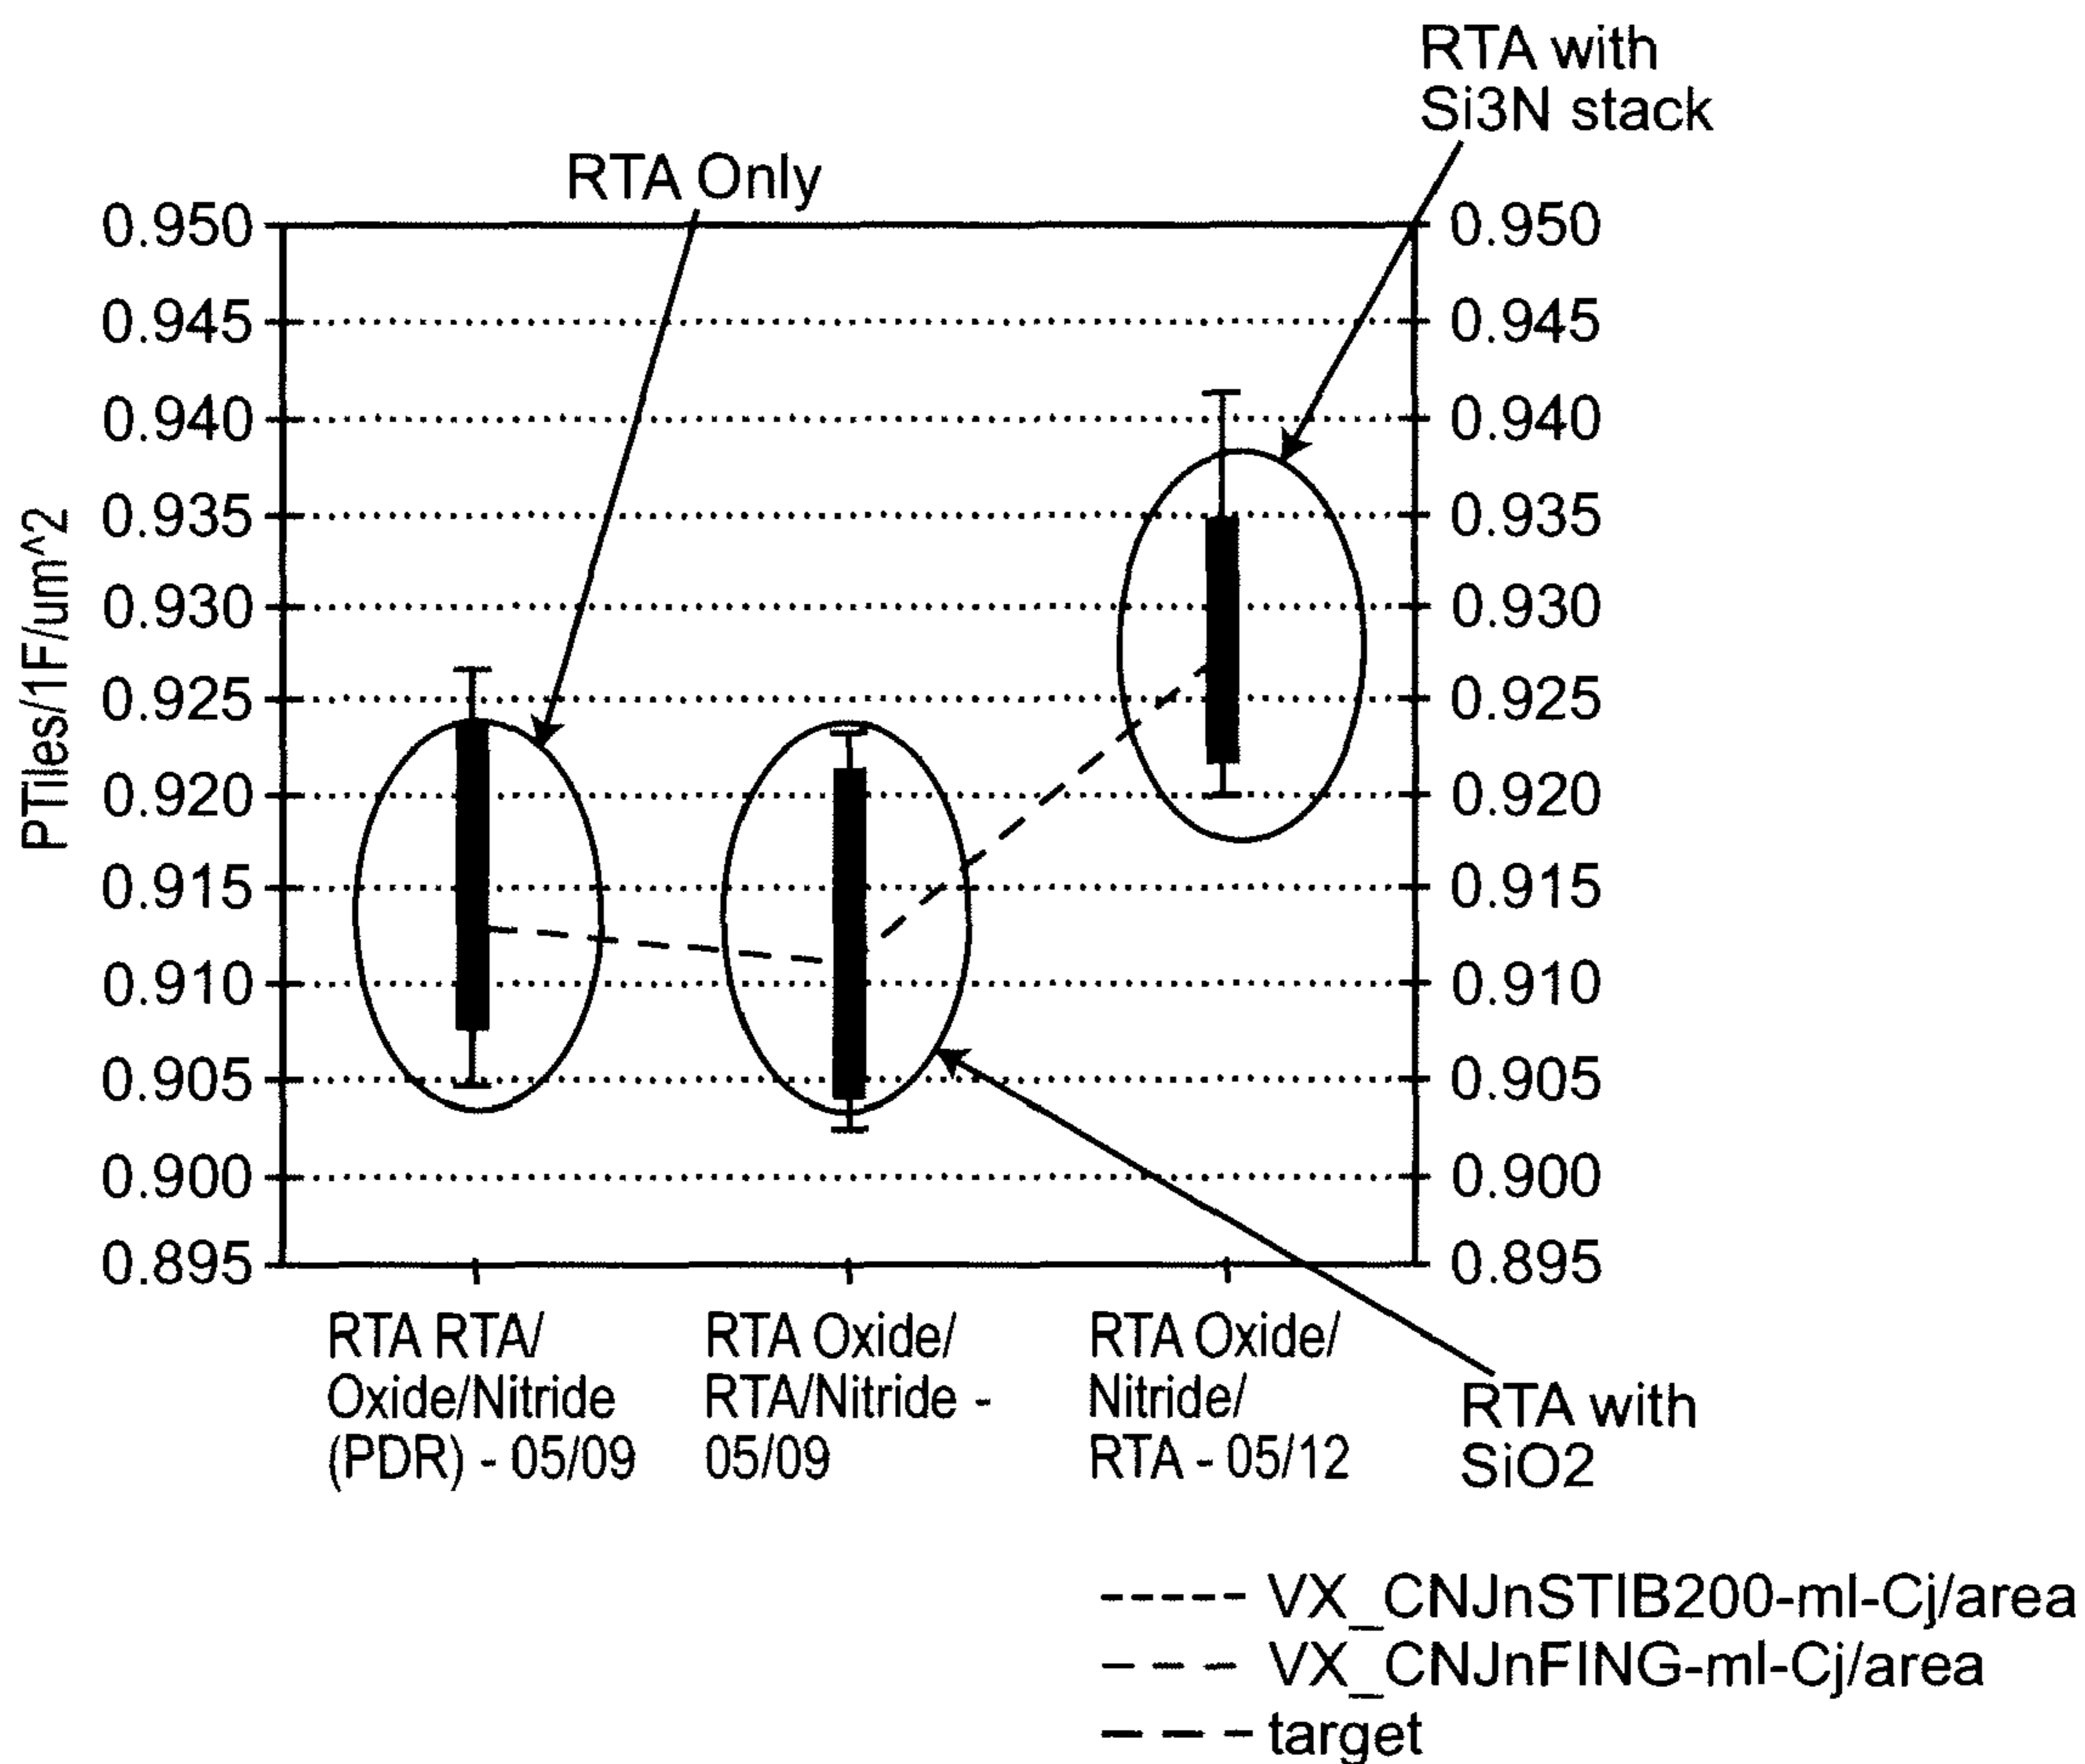 RTA with
Si3N stack
RTA Only
0.950
0.945
0.940
0.935
0.930
0.925
0.920
0.915
0.910
0.905
0.900
0.895
PTiles/1F/um^2
0.950
0.945
0.940
0.935
0.930
0.925
0.920
0.915
0.910
0.905
0.900
0.895
RTA RTA/
Oxide/Nitride
(PDR) - 05/09
RTA Oxide/
RTA/Nitride -
05/09
RTA Oxide/
Nitride/
RTA - 05/12
RTA with
SiO2
VX_CNJnSTIB200-ml-Cj/area
VX_CNJnFING-ml-Cj/area
target